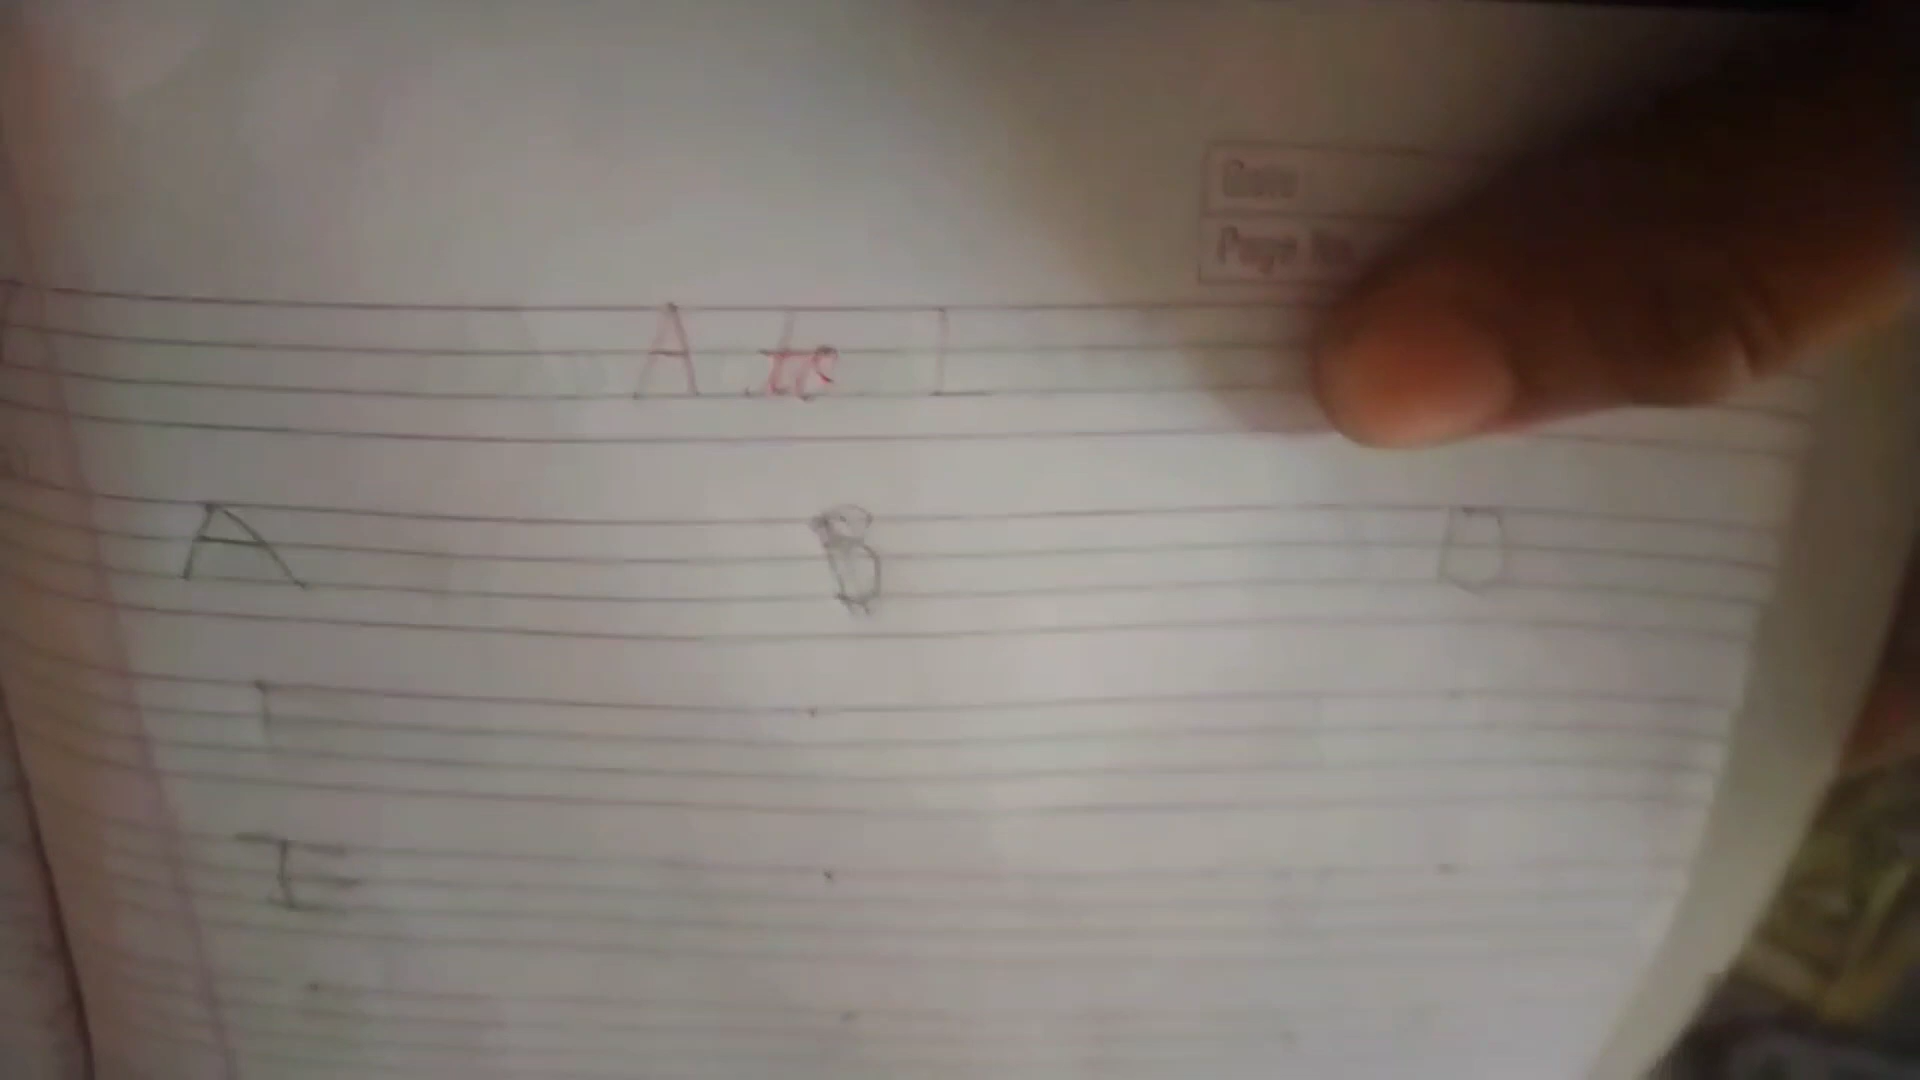 Date
Page No.
A to L
A B D
I
I